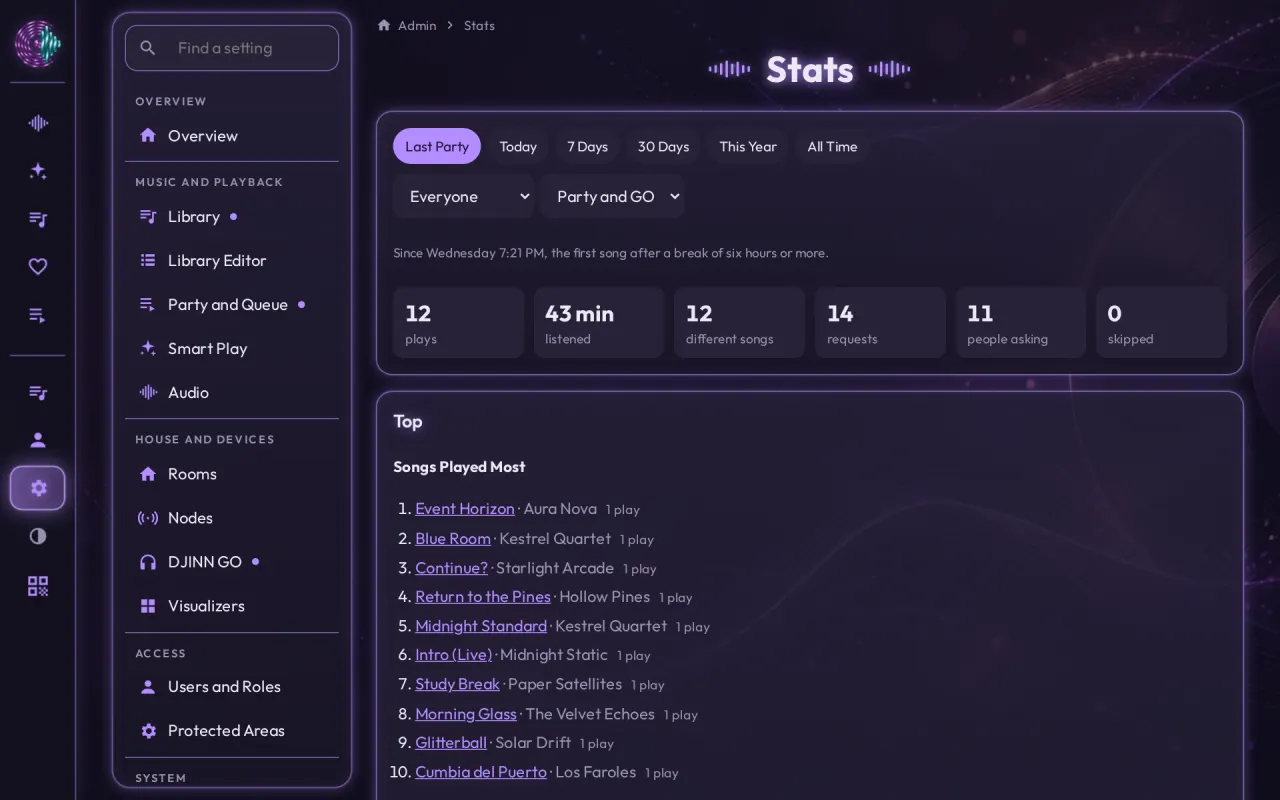 Find a setting
OVERVIEW
Overview
MUSIC AND PLAYBACK
Library
Library Editor
Party and Queue
Smart Play
Audio
HOUSE AND DEVICES
Rooms
Nodes
DJINN GO
Visualizers
ACCESS
Users and Roles
Protected Areas
SYSTEM
Admin > Stats
Stats
Last Party Today 7 Days 30 Days This Year All Time
Everyone Party and GO
Since Wednesday 7:21 PM, the first song after a break of six hours or more.
12 43 min 12 14 11 0
plays listened different songs requests people asking skipped
Top
Songs Played Most
1. Event Horizon · Aura Nova 1 play
2. Blue Room · Kestrel Quartet 1 play
3. Continue? · Starlight Arcade 1 play
4. Return to the Pines · Hollow Pines 1 play
5. Midnight Standard · Kestrel Quartet 1 play
6. Intro (Live) · Midnight Static 1 play
7. Study Break · Paper Satellites 1 play
8. Morning Glass · The Velvet Echoes 1 play
9. Glitterball · Solar Drift 1 play
10. Cumbia del Puerto · Los Faroles 1 play